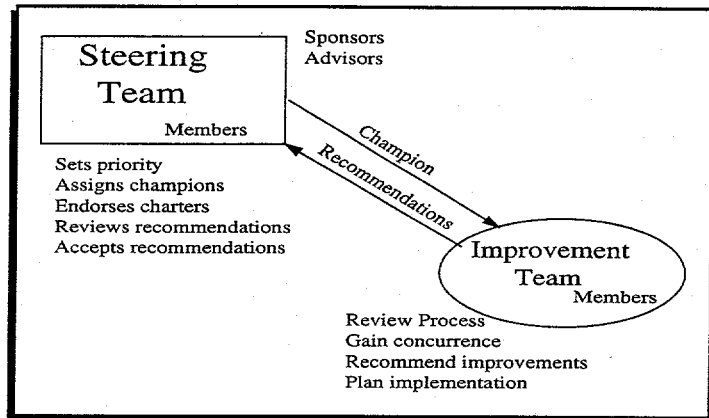 Steering
Team
Members
Sponsors
Advisors
Champion
Recommendations
Sets priority
Assigns champions
Endorses charters
Reviews recommendations
Accepts recommendations
Improvement
Team
Members
Review Process
Gain concurrence
Recommend improvements
Plan implementation